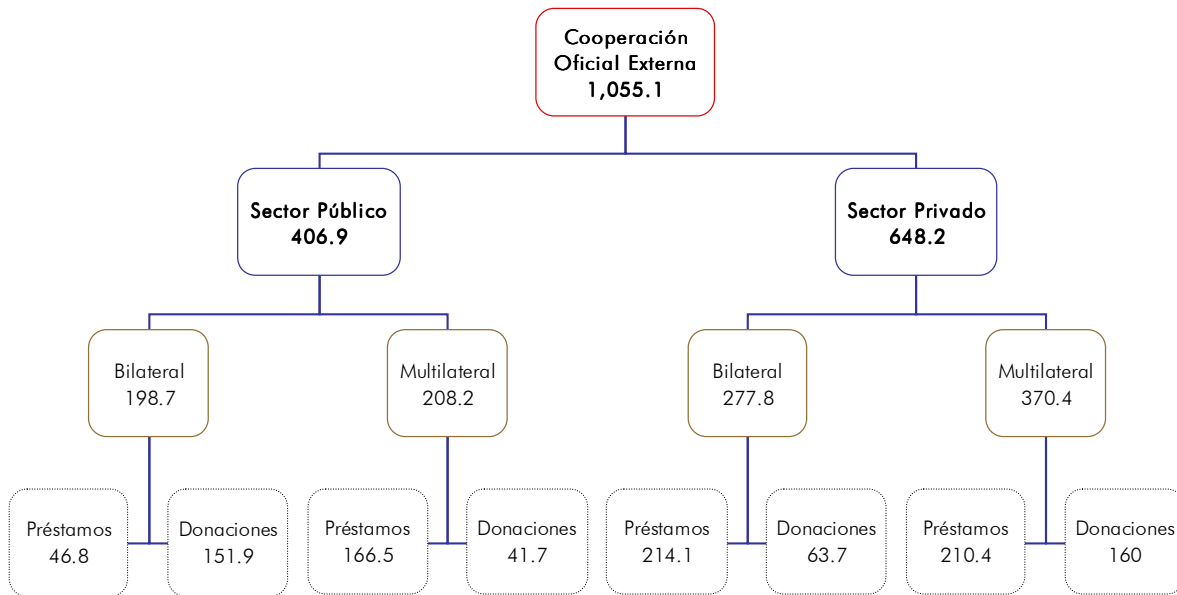 Cooperación
Oficial Externa
1,055.1
Sector Público
406.9
Sector Privado
648.2
Bilateral
198.7
Multilateral
208.2
Bilateral
277.8
Multilateral
370.4
Préstamos
46.8
Donaciones
151.9
Préstamos
166.5
Donaciones
41.7
Préstamos
214.1
Donaciones
63.7
Préstamos
210.4
Donaciones
160